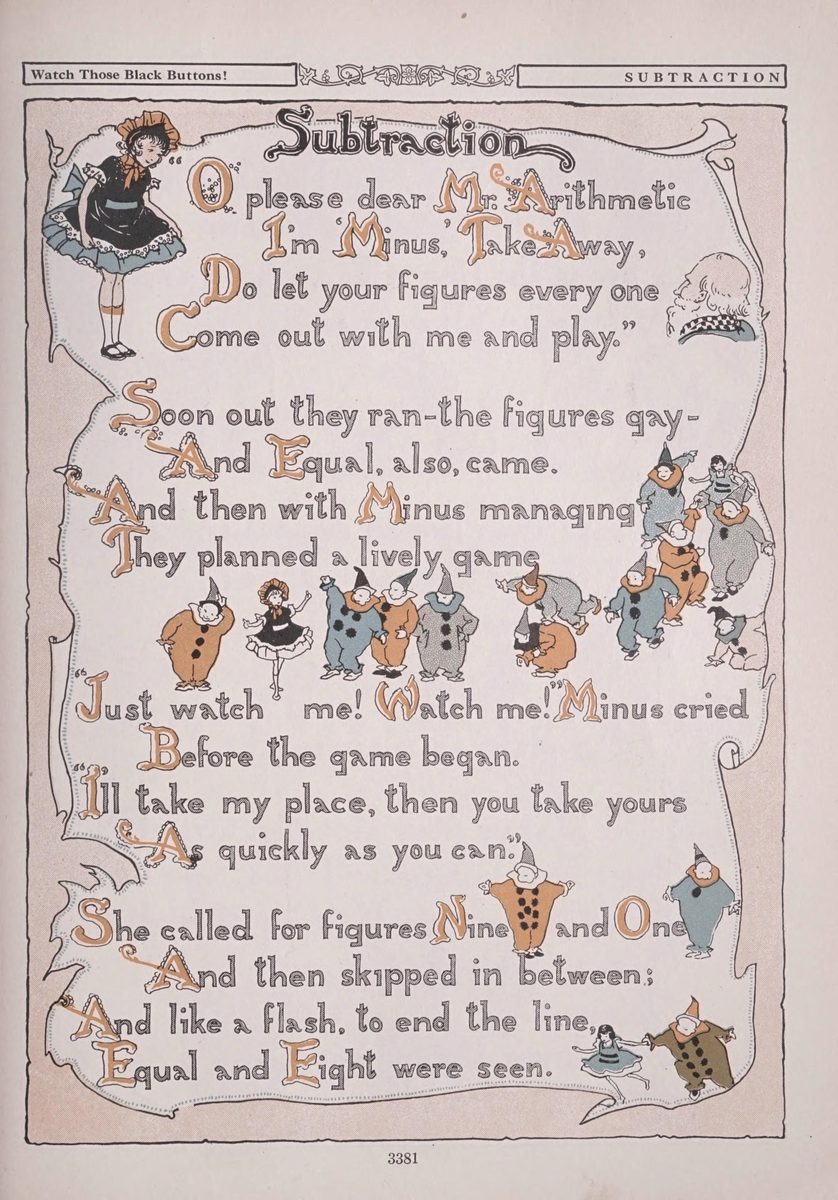 Watch Those Black Buttons!
SUBTRACTION
Subtraction
"O please dear Mr. Arithmetic
I'm 'Minus,' Take Away,
Do let your figures every one
Come out with me and play."
Soon out they ran-the figures gay-
And Equal, also, came.
And then with Minus managing
They planned a lively game
"Just watch me! Watch me!" Minus cried
Before the game began.
"I'll take my place, then you take yours
As quickly as you can."
She called for figures Nine and One
And then skipped in between;
And like a flash, to end the line,
Equal and Eight were seen.
3381